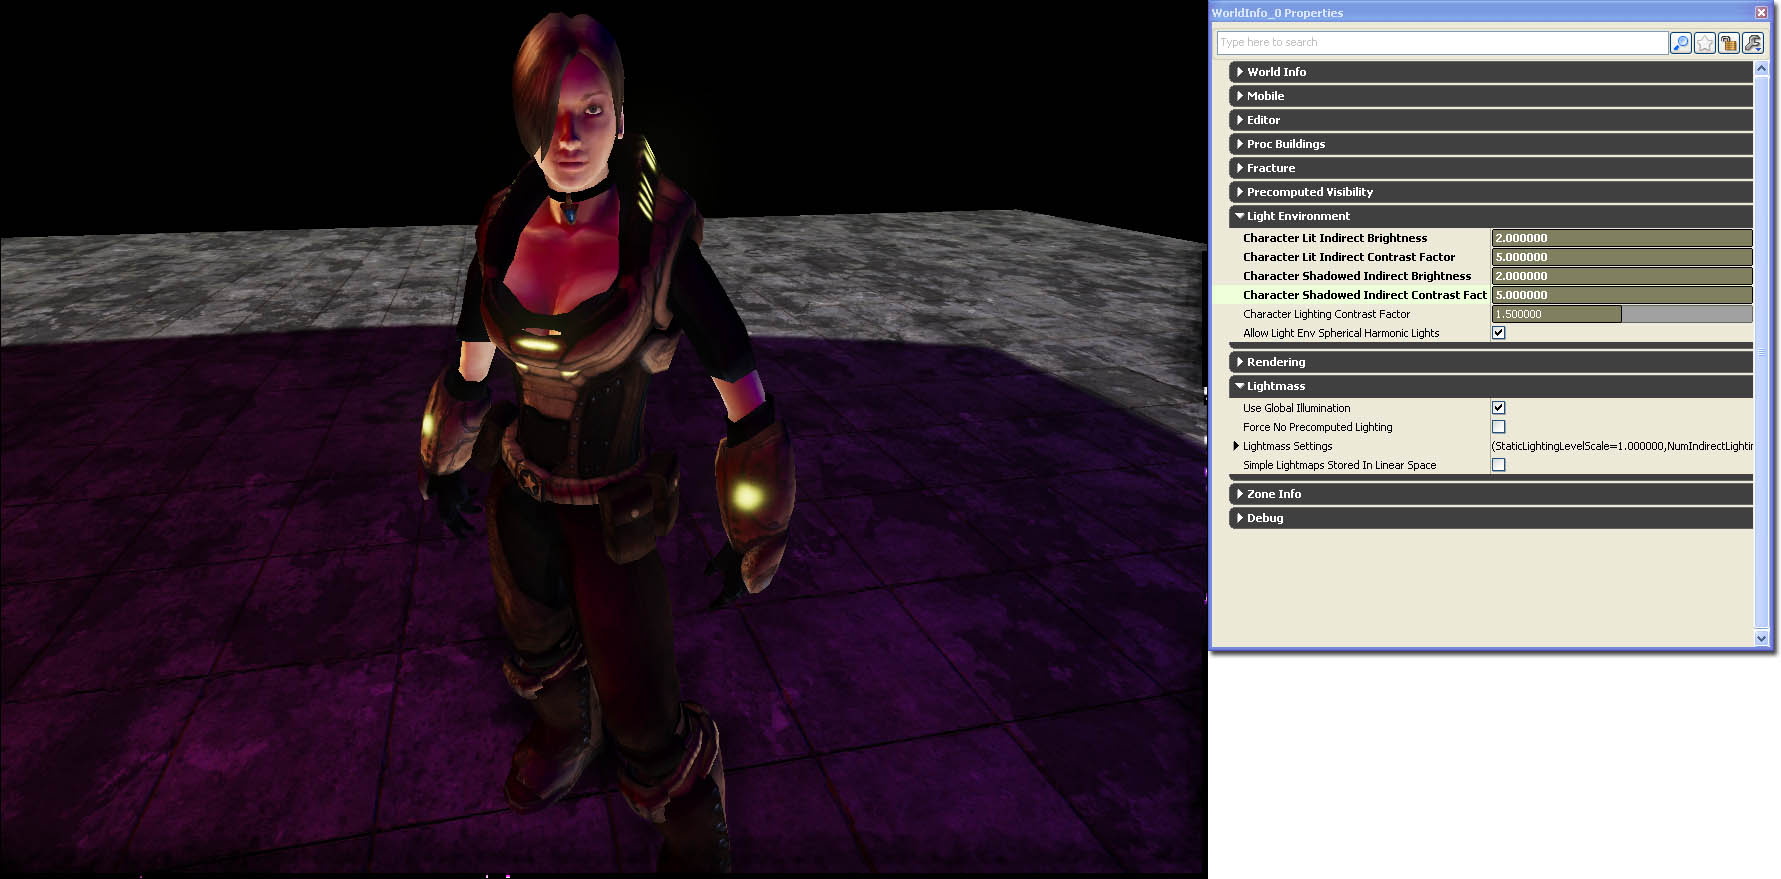 WorldInfo_0 Properties
Type here to search
World Info
Mobile
Editor
Proc Buildings
Fracture
Precomputed Visibility
Light Environment
Character Lit Indirect Brightness 2.000000
Character Lit Indirect Contrast Factor 5.000000
Character Shadowed Indirect Brightness 2.000000
Character Shadowed Indirect Contrast Fact 5.000000
Character Lighting Contrast Factor 1.500000
Allow Light Env Spherical Harmonic Lights
Rendering
Lightmass
Use Global Illumination
Force No Precomputed Lighting
Lightmass Settings (StaticLightingLevelScale=1.000000,NumIndirectLightin
Simple Lightmaps Stored In Linear Space
Zone Info
Debug